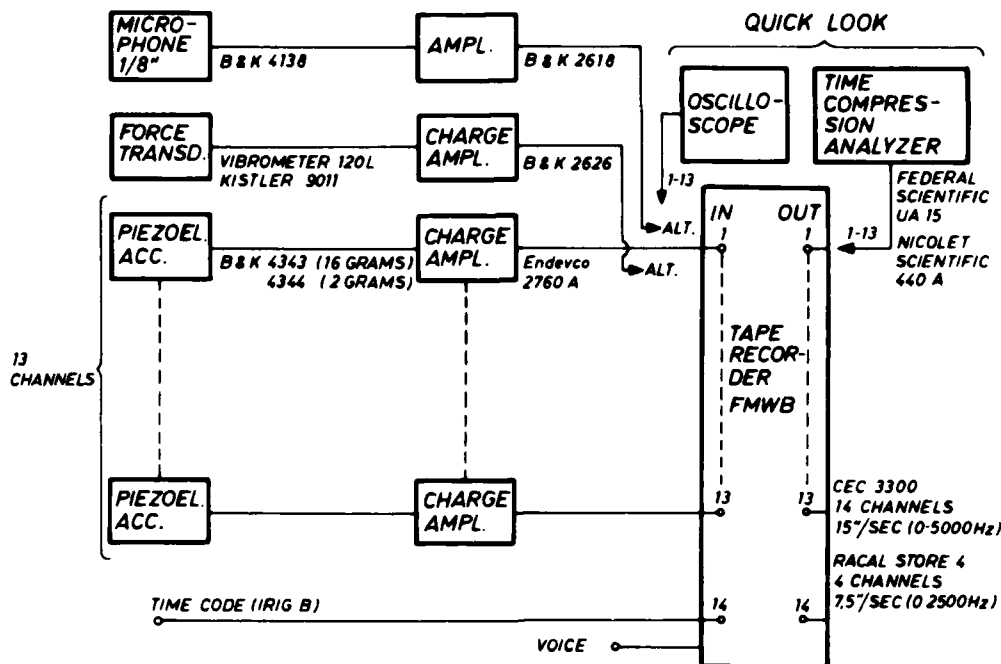 QUICK LOOK
MICRO-
PHONE
1/8"
B & K 4138
AMPL.
B & K 2618
OSCILLO-
SCOPE
TIME
COMPRES-
SION
ANALYZER
FORCE
TRANSD.
VIBROMETER 120L
KISTLER 9011
CHARGE
AMPL.
B & K 2626
1-13
ALT.
FEDERAL
SCIENTIFIC
UA 15
1-13
NICOLET
SCIENTIFIC
440 A
PIEZOEL.
ACC.
B & K 4343 (16 GRAMS)
4344 (2 GRAMS)
CHARGE
AMPL.
Endevco
2760 A
ALT.
IN OUT
1 1
13
CHANNELS
TAPE
RECOR-
DER
FMWB
PIEZOEL.
ACC.
CHARGE
AMPL.
13 13
CEC 3300
14 CHANNELS
15"/SEC (0-5000Hz)
RACAL STORE 4
4 CHANNELS
7.5"/SEC (0 2500Hz)
TIME CODE (IRIG B)
14 14
VOICE